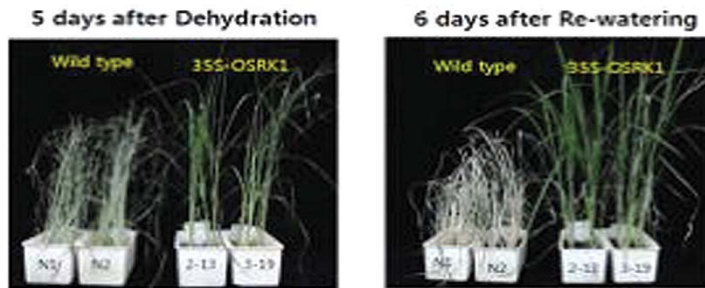 5 days after Dehydration
Wild type
35S-OSRK1
N1
N2
2-13
3-19
6 days after Re-watering
Wild type
35S-OSRK1
N1
N2
2-13
3-19